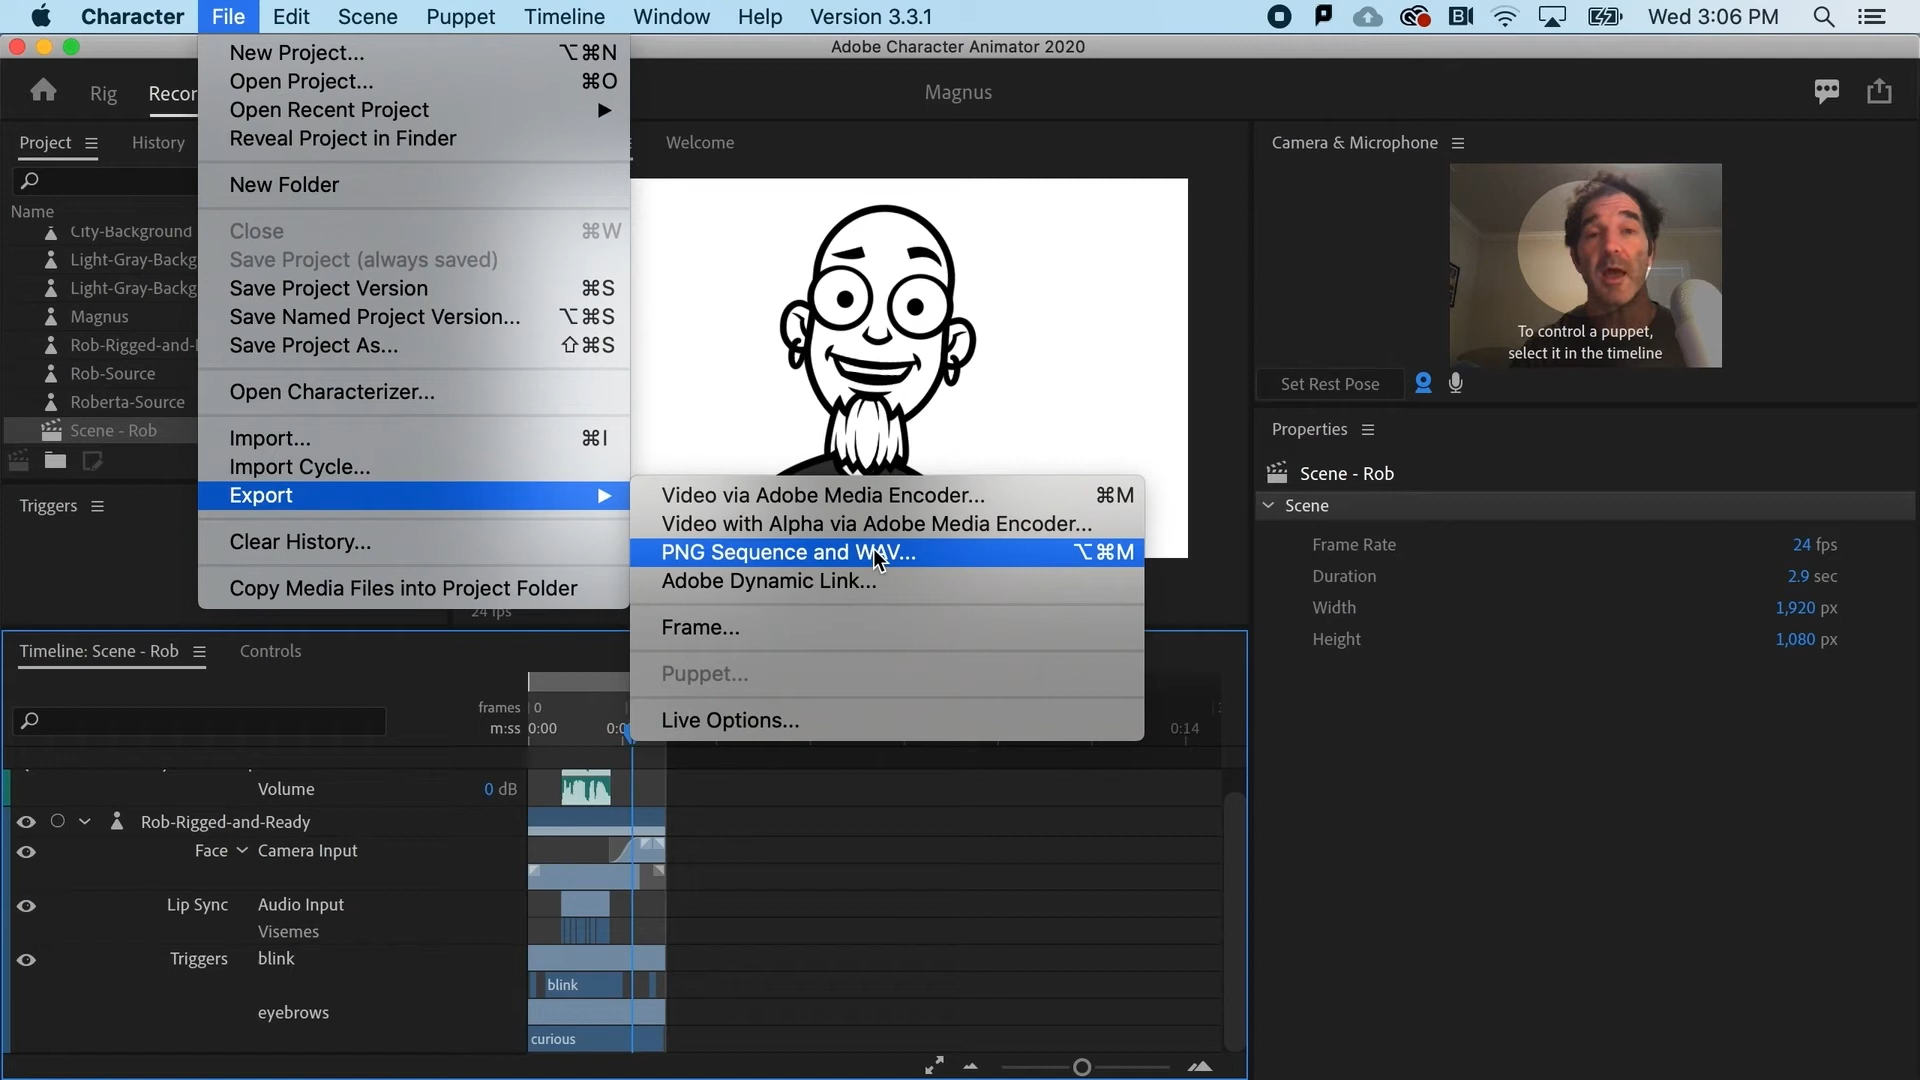 Character File Edit Scene Puppet Timeline Window Help Version 3.3.1 Wed 3:06 PM
Adobe Character Animator 2020
Rig Recor Magnus
Project History Welcome Camera & Microphone
Name
City-Background
Light-Gray-Backg
Light-Gray-Backg
Magnus
Rob-Rigged-and-
Rob-Source
Roberta-Source
Scene - Rob
Triggers
New Project... ⌥⌘N
Open Project... ⌘O
Open Recent Project ▶
Reveal Project in Finder
New Folder
Close ⌘W
Save Project (always saved)
Save Project Version ⌘S
Save Named Project Version... ⌥⌘S
Save Project As... ⇧⌘S
Open Characterizer...
Import... ⌘I
Import Cycle...
Export ▶
Clear History...
Copy Media Files into Project Folder
24 fps
Video via Adobe Media Encoder... ⌘M
Video with Alpha via Adobe Media Encoder...
PNG Sequence and WAV... ⌥⌘M
Adobe Dynamic Link...
Frame...
Puppet...
Live Options...
To control a puppet,
select it in the timeline
Set Rest Pose
Properties
Scene - Rob
Scene
Frame Rate 24 fps
Duration 2.9 sec
Width 1,920 px
Height 1,080 px
Timeline: Scene - Rob Controls
frames 0
m:ss 0:00 0:14
Volume 0 dB
Rob-Rigged-and-Ready
Face Camera Input
Lip Sync Audio Input
Visemes
Triggers blink
blink
eyebrows
curious